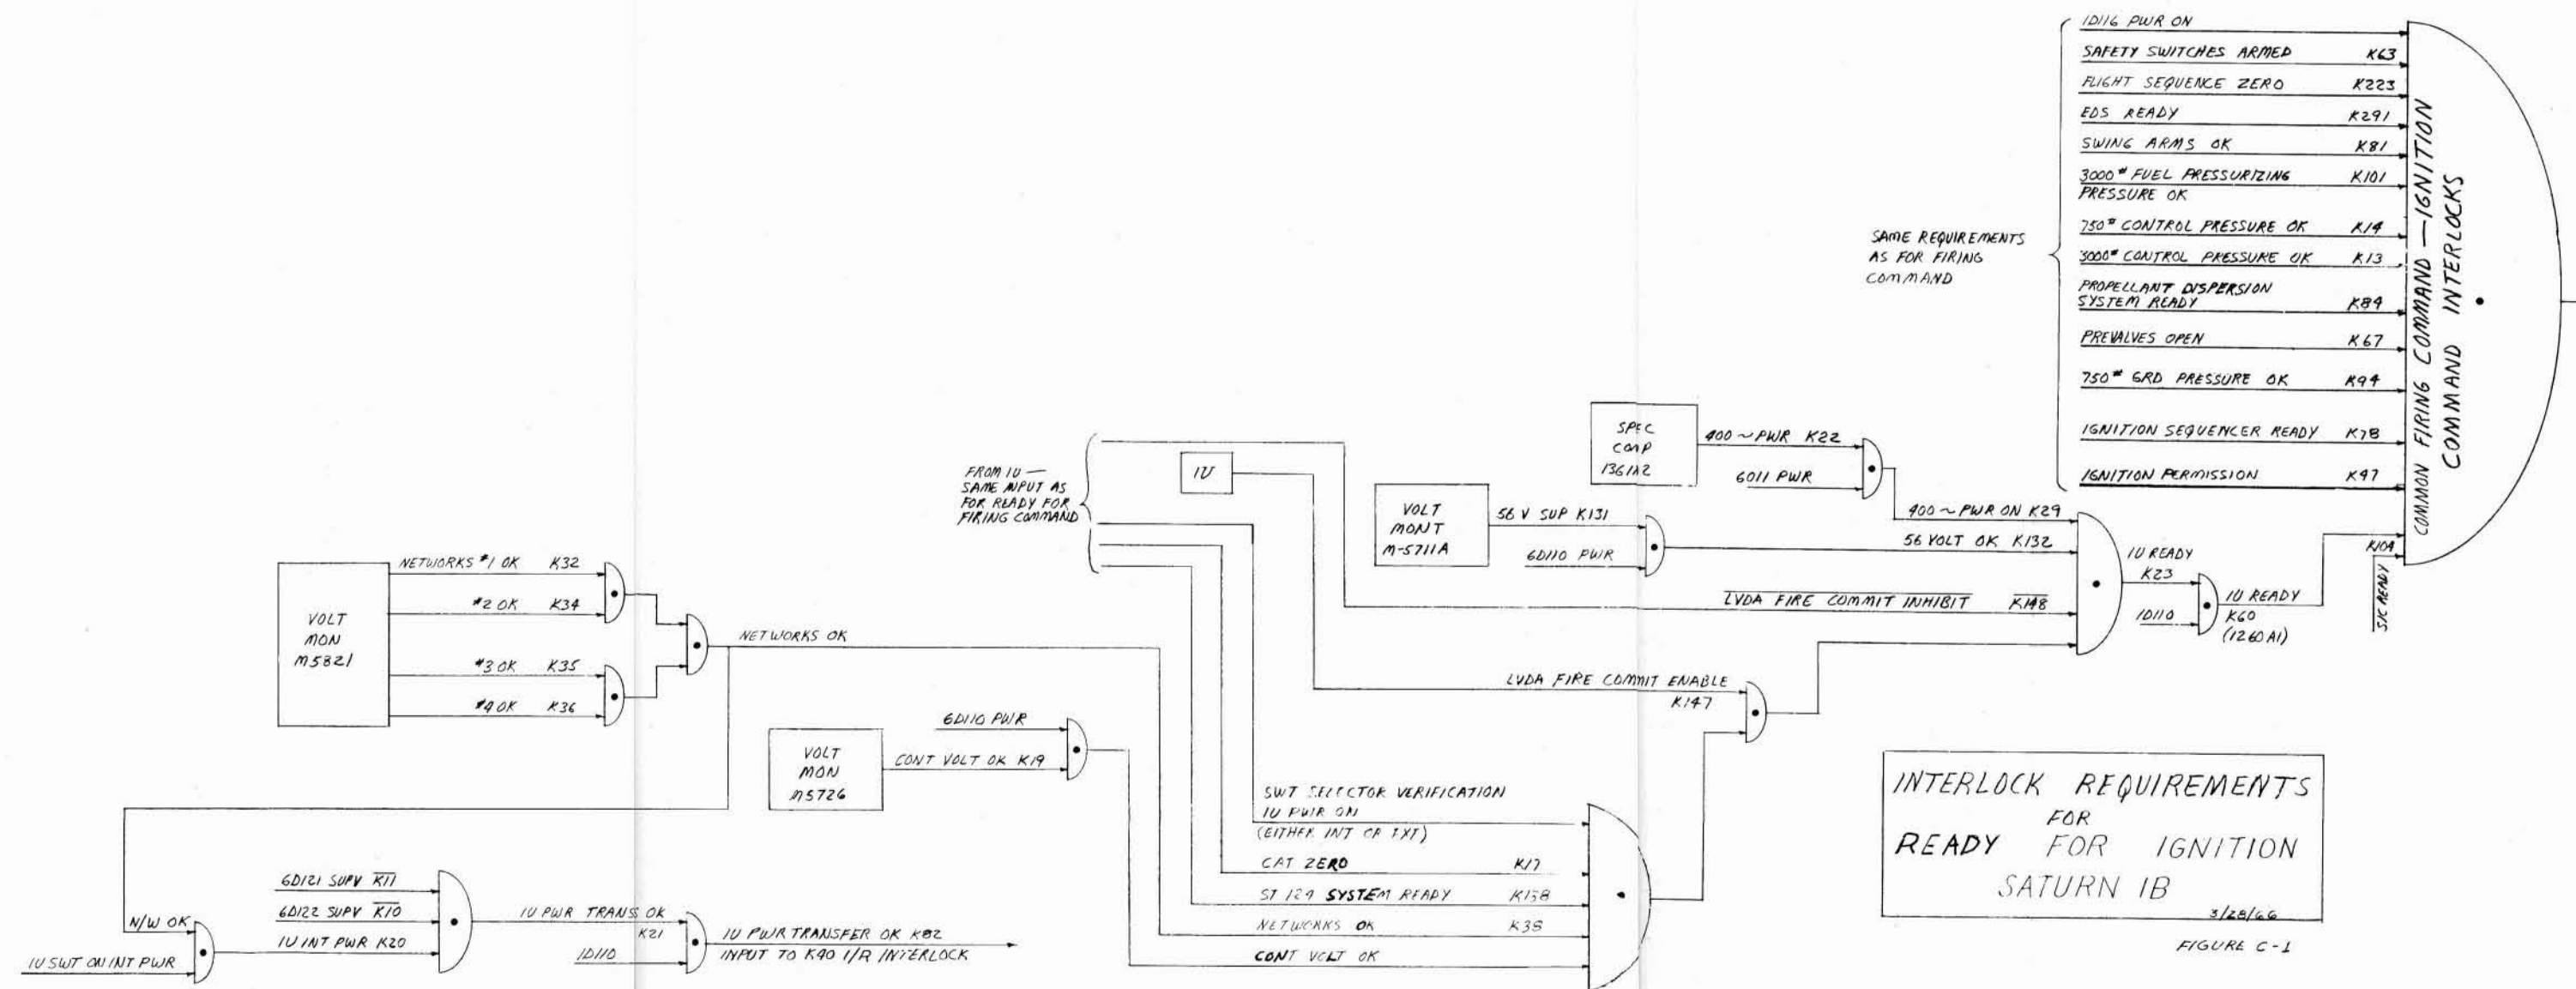 1D116 PWR ON
SAFETY SWITCHES ARMED K63
FLIGHT SEQUENCE ZERO K223
EDS READY K291
SWING ARMS OK K81
3000# FUEL PRESSURIZING K101
PRESSURE OK
750# CONTROL PRESSURE OK K14
3000# CONTROL PRESSURE OK K13
PROPELLANT DISPERSION
SYSTEM READY K84
PREVALVES OPEN K67
750# GRD PRESSURE OK K94
IGNITION SEQUENCER READY K78
IGNITION PERMISSION K47
SAME REQUIREMENTS
AS FOR FIRING
COMMAND
COMMON FIRING COMMAND—IGNITION
COMMAND INTERLOCKS
K104
S/C READY
SPEC
COMP
1361A2
400~ PWR K22
6D11 PWR
FROM IU —
SAME INPUT AS
FOR READY FOR
FIRING COMMAND
IU
VOLT
MONT
M-5711A
56 V SUP K131
6D110 PWR
400~ PWR ON K29
56 VOLT OK K132
LVDA FIRE COMMIT INHIBIT K148
IU READY
K23
1D110
IU READY
K60
(1260A1)
VOLT
MON
M5821
NETWORKS #1 OK K32
#2 OK K34
#3 OK K35
#4 OK K36
NETWORKS OK
LVDA FIRE COMMIT ENABLE
K147
VOLT
MON
M5726
6D110 PWR
CONT VOLT OK K19
SWT SELECTOR VERIFICATION
IU PWR ON
(EITHER INT OR EXT)
CAT ZERO K17
ST 124 SYSTEM READY K138
NETWORKS OK K38
CONT VOLT OK
N/W OK
IU SWT ON INT PWR
6D121 SUPV K11
6D122 SUPV K10
IU INT PWR K20
IU PWR TRANS OK
K21
1D110
IU PWR TRANSFER OK K82
INPUT TO K40 I/R INTERLOCK
INTERLOCK REQUIREMENTS
FOR
READY FOR IGNITION
SATURN IB
3/28/66
FIGURE C-1